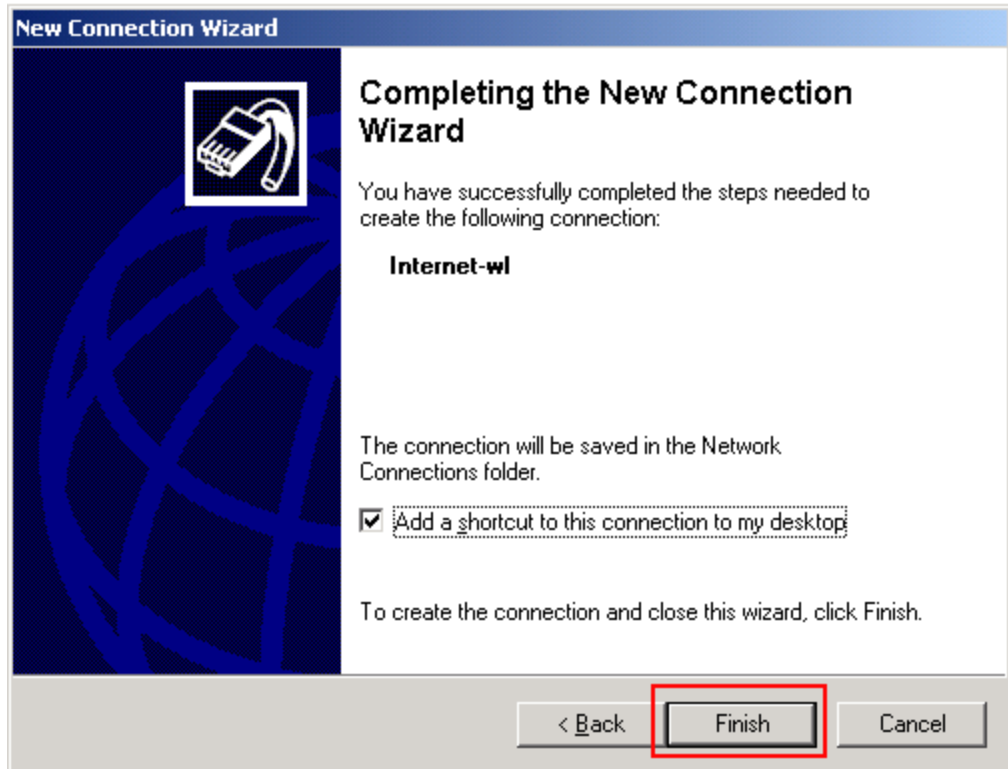 New Connection Wizard
Completing the New Connection
Wizard
You have successfully completed the steps needed to
create the following connection:
Internet-wl
The connection will be saved in the Network
Connections folder.
Add a shortcut to this connection to my desktop
To create the connection and close this wizard, click Finish.
< Back
Finish
Cancel